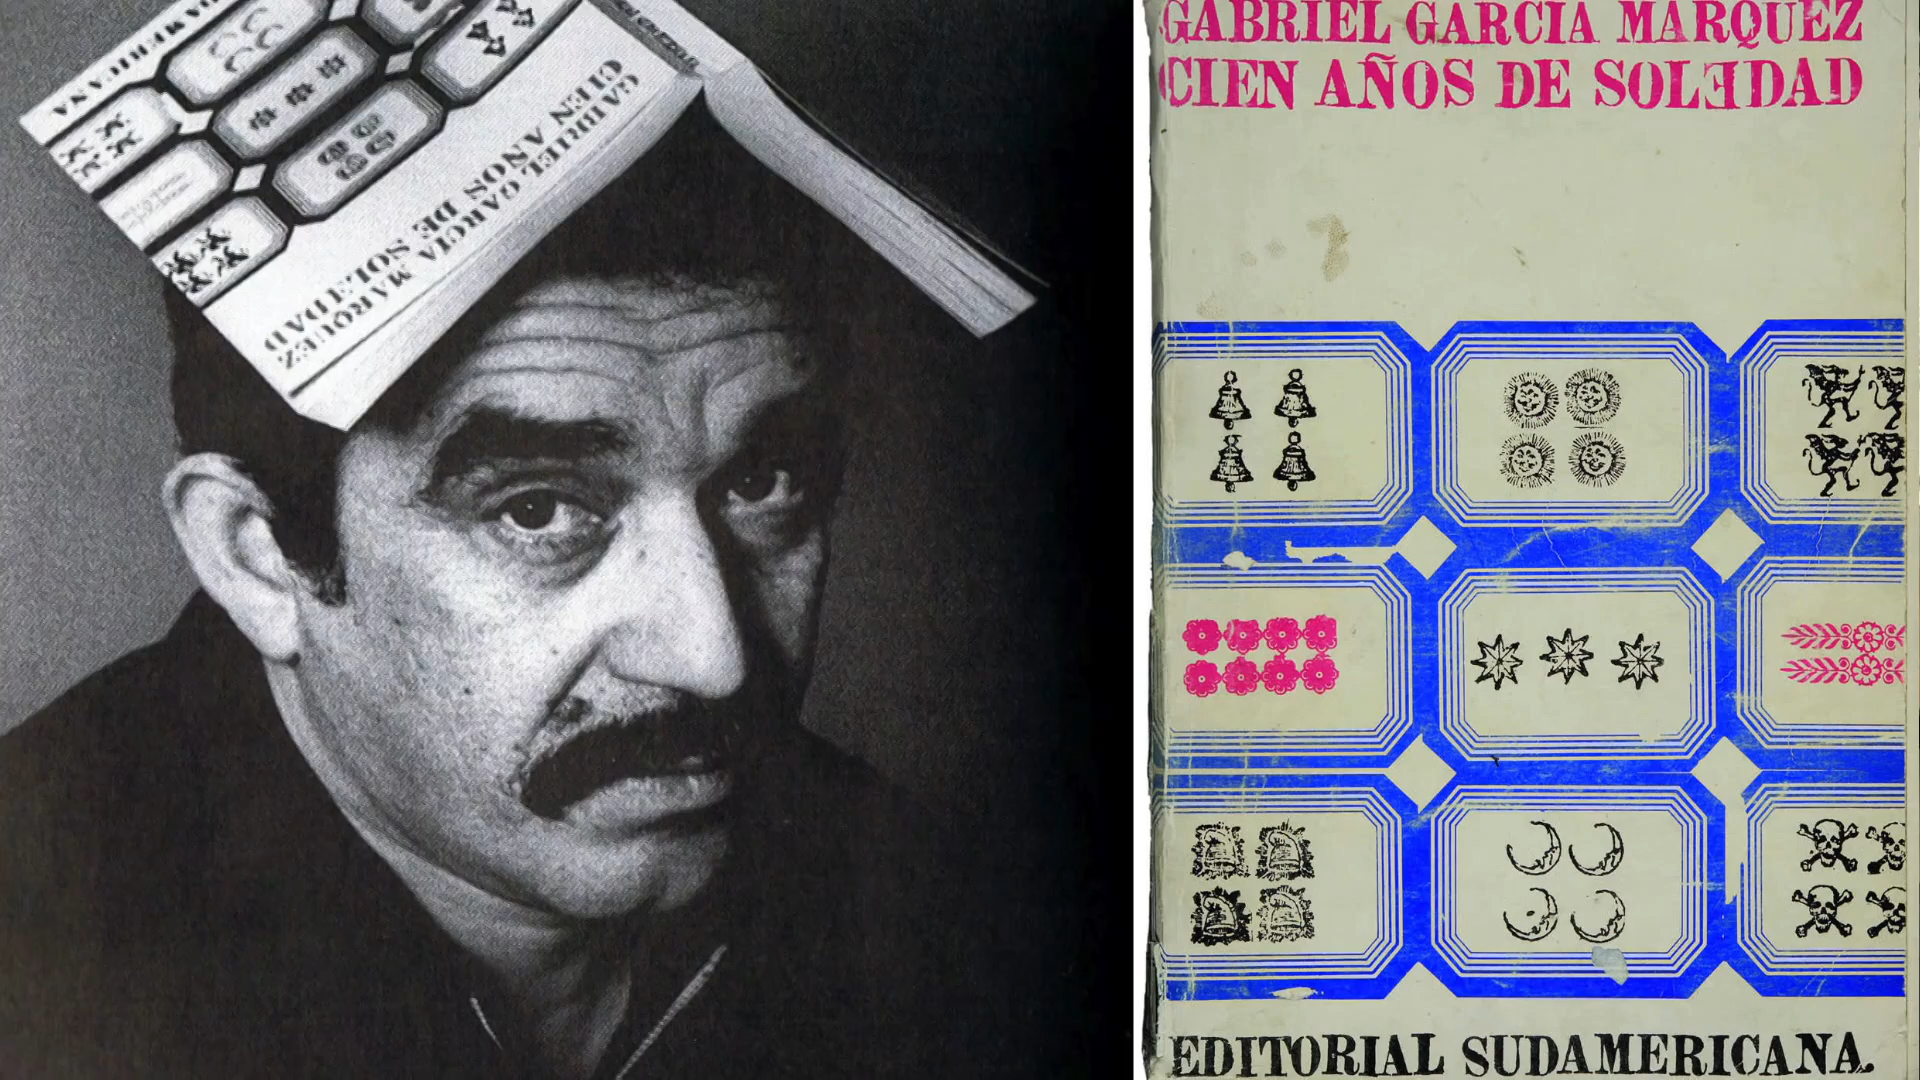 GABRIEL GARCIA MARQUEZ
CIEN AÑOS DE SOLEDAD
GABRIEL GARCIA MARQUEZ
CIEN AÑOS DE SOLƎDAD
EDITORIAL SUDAMERICANA